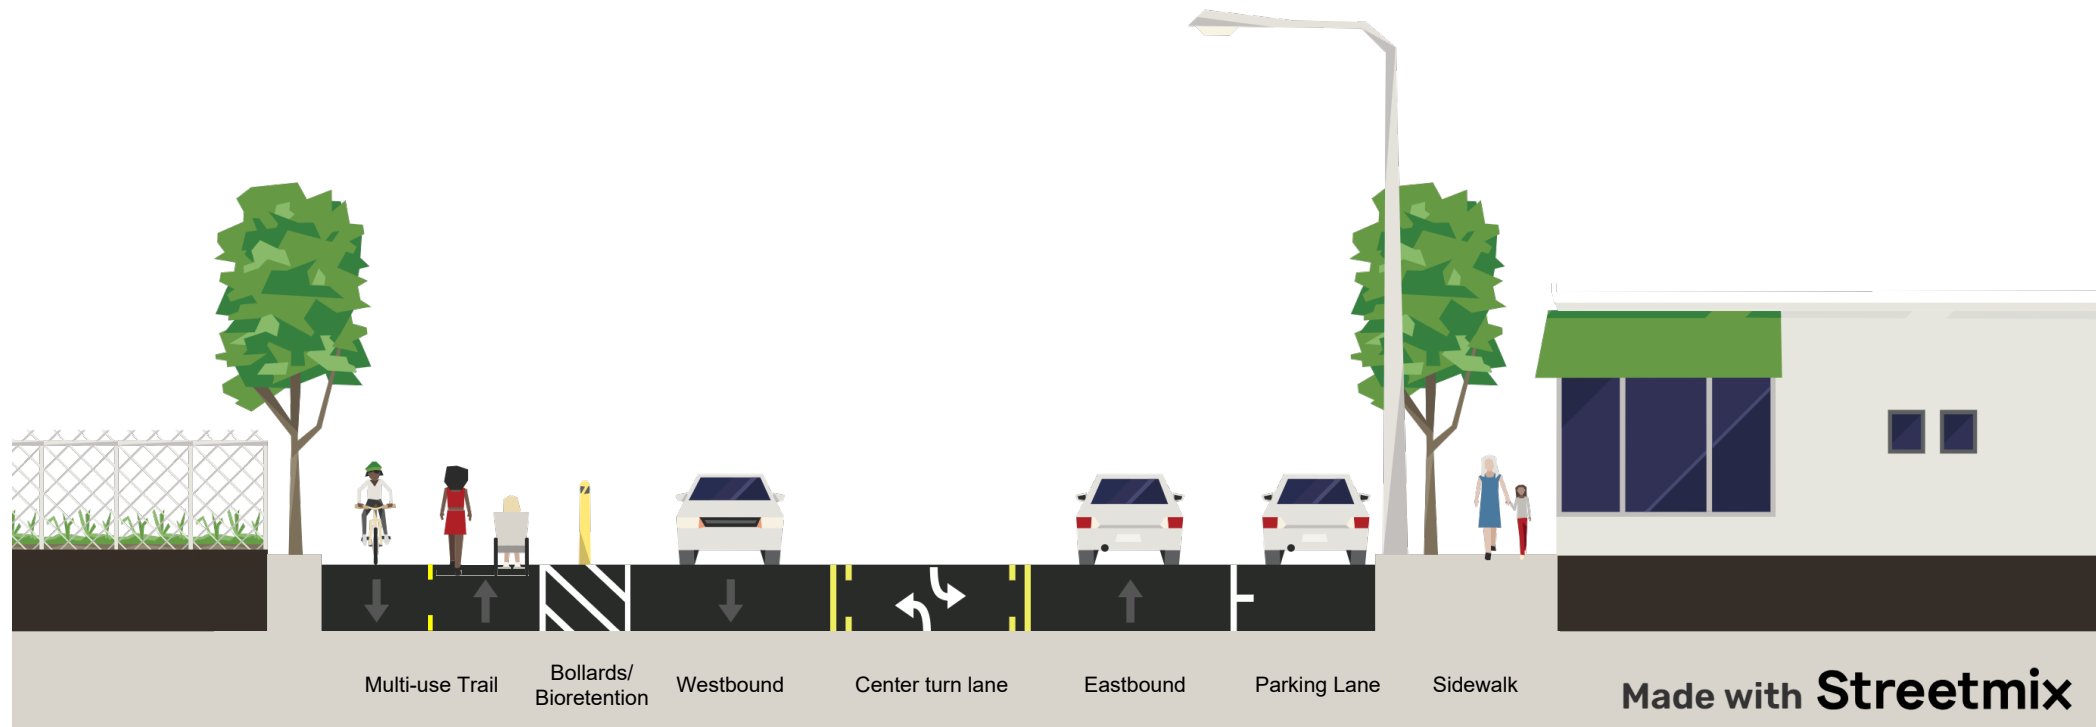 Multi-use Trail
Bollards/
Bioretention
Westbound
Center turn lane
Eastbound
Parking Lane
Sidewalk
Made with Streetmix